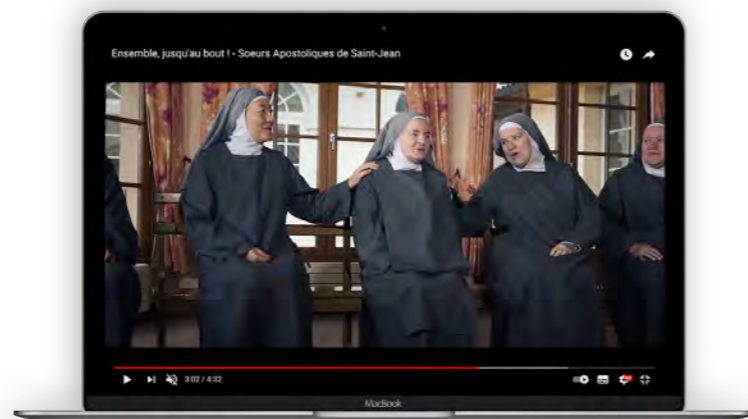 Ensemble, jusqu'au bout ! - Soeurs Apostoliques de Saint-Jean
3:02 / 4:32
MacBook